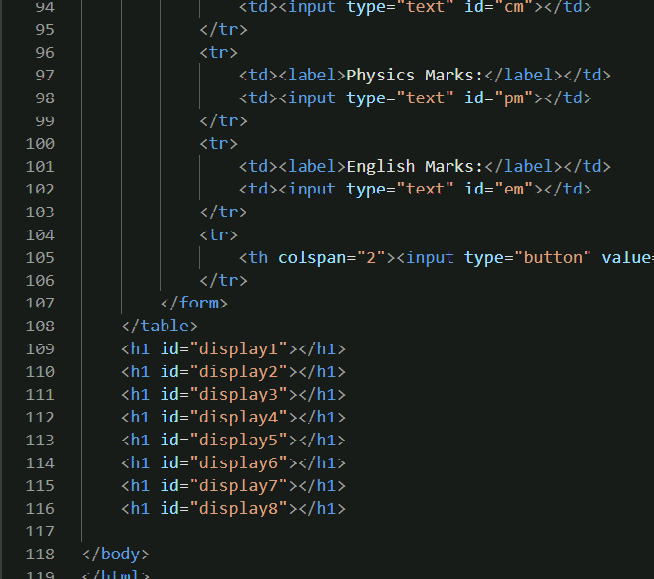 94 <td><input type="text" id="cm"></td>
95 </tr>
96 <tr>
97 <td><label>Physics Marks:</label></td>
98 <td><input type="text" id="pm"></td>
99 </tr>
100 <tr>
101 <td><label>English Marks:</label></td>
102 <td><input type="text" id="em"></td>
103 </tr>
104 <tr>
105 <th colspan="2"><input type="button" value=
106 </tr>
107 </form>
108 </table>
109 <h1 id="display1"></h1>
110 <h1 id="display2"></h1>
111 <h1 id="display3"></h1>
112 <h1 id="display4"></h1>
113 <h1 id="display5"></h1>
114 <h1 id="display6"></h1>
115 <h1 id="display7"></h1>
116 <h1 id="display8"></h1>
117
118 </body>
119 </html>